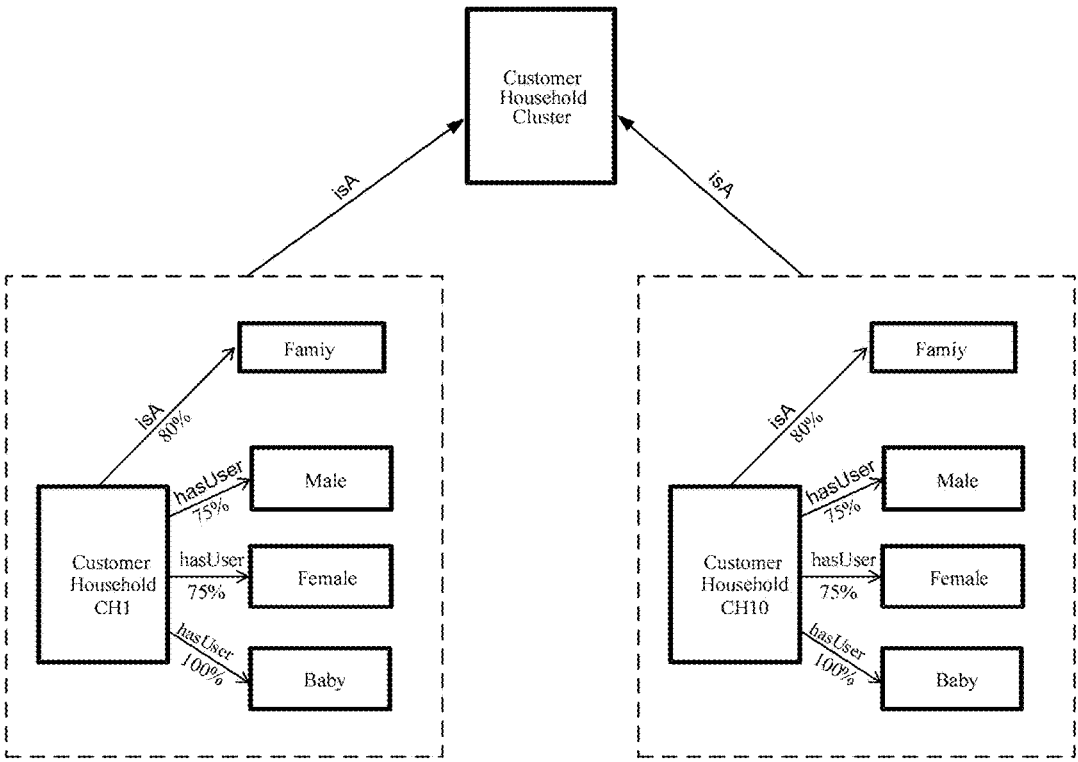 Customer
Household
Cluster
isA
isA
Famiy
isA
80%
hasUser
75%
Male
Customer
Household
CH1
hasUser
75%
Female
hasUser
100%
Baby
Famiy
isA
80%
hasUser
75%
Male
Customer
Household
CH10
hasUser
75%
Female
hasUser
100%
Baby